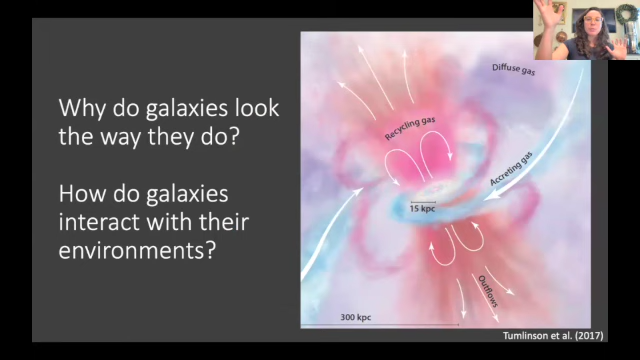 Why do galaxies look
the way they do?
How do galaxies
interact with their
environments?
Diffuse gas
Recycling gas
Accreting gas
15 kpc
Outflows
300 kpc
Tumlinson et al. (2017)